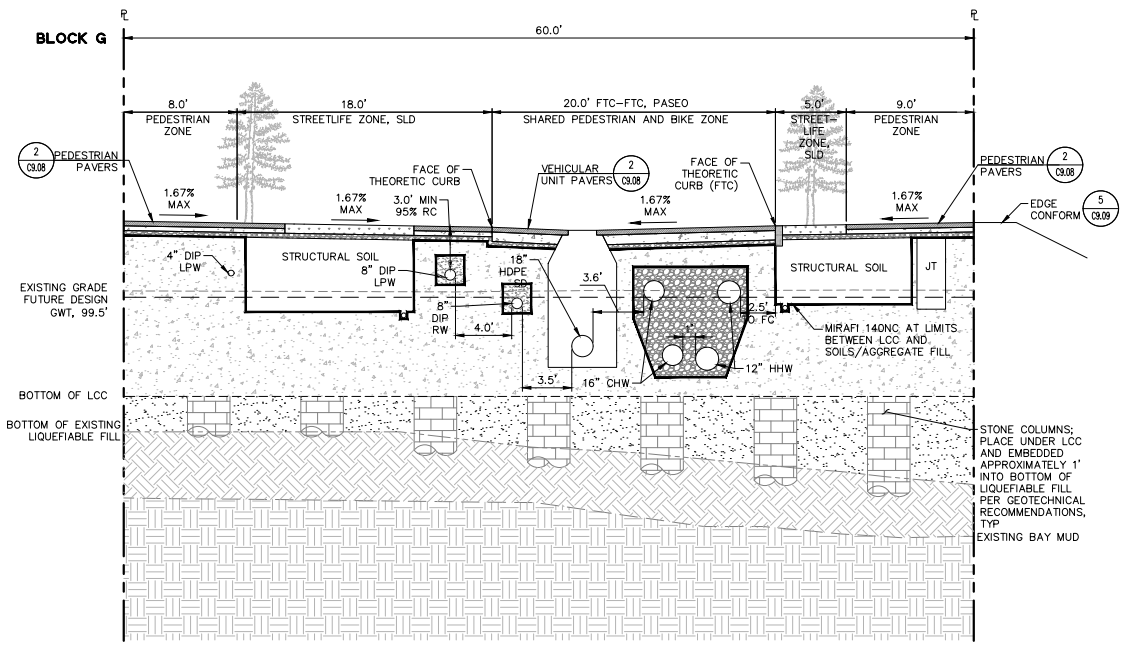 ℄
℄
BLOCK G
60.0'
8.0'
PEDESTRIAN
ZONE
18.0'
STREETLIFE ZONE, SLD
20.0' FTC-FTC, PASEO
SHARED PEDESTRIAN AND BIKE ZONE
5.0'
STREET-
LIFE
ZONE,
SLD
9.0'
PEDESTRIAN
ZONE
2
C9.08
PEDESTRIAN
PAVERS
FACE OF
THEORETIC CURB
VEHICULAR
UNIT PAVERS
2
C9.08
FACE OF
THEORETIC
CURB (FTC)
PEDESTRIAN
PAVERS
2
C9.08
1.67%
MAX
1.67%
MAX
3.0' MIN
95% RC
1.67%
MAX
1.67%
MAX
EDGE
CONFORM
5
C9.09
4" DIP
LPW
STRUCTURAL SOIL
8" DIP
LPW
18"
HDPE
SD
3.6'
STRUCTURAL SOIL
JT
EXISTING GRADE
FUTURE DESIGN
GWT, 99.5'
8"
DIP
RW
4.0'
2.5'
TO FC
1'
MIRAFI 140NC AT LIMITS
BETWEEN LCC AND
SOILS/AGGREGATE FILL
3.5'
16" CHW
12" HHW
BOTTOM OF LCC
BOTTOM OF EXISTING
LIQUEFIABLE FILL
STONE COLUMNS;
PLACE UNDER LCC
AND EMBEDDED
APPROXIMATELY 1'
INTO BOTTOM OF
LIQUEFIABLE FILL
PER GEOTECHNICAL
RECOMMENDATIONS,
TYP
EXISTING BAY MUD